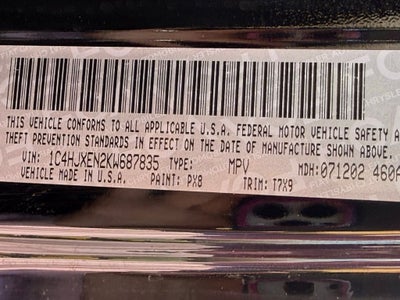 THIS VEHICLE CONFORMS TO ALL APPLICABLE U.S.A. FEDERAL MOTOR VEHICLE SAFETY A
THEFT PREVENTION STANDARDS IN EFFECT ON THE DATE OF MANUFACTURE SHOWN ABOVE.
VIN: 1C4HJXEN2KW687835 TYPE: MPV MDH:071202 460A
VEHICLE MADE IN U.S.A. PAINT: PX8 TRIM: T7X9